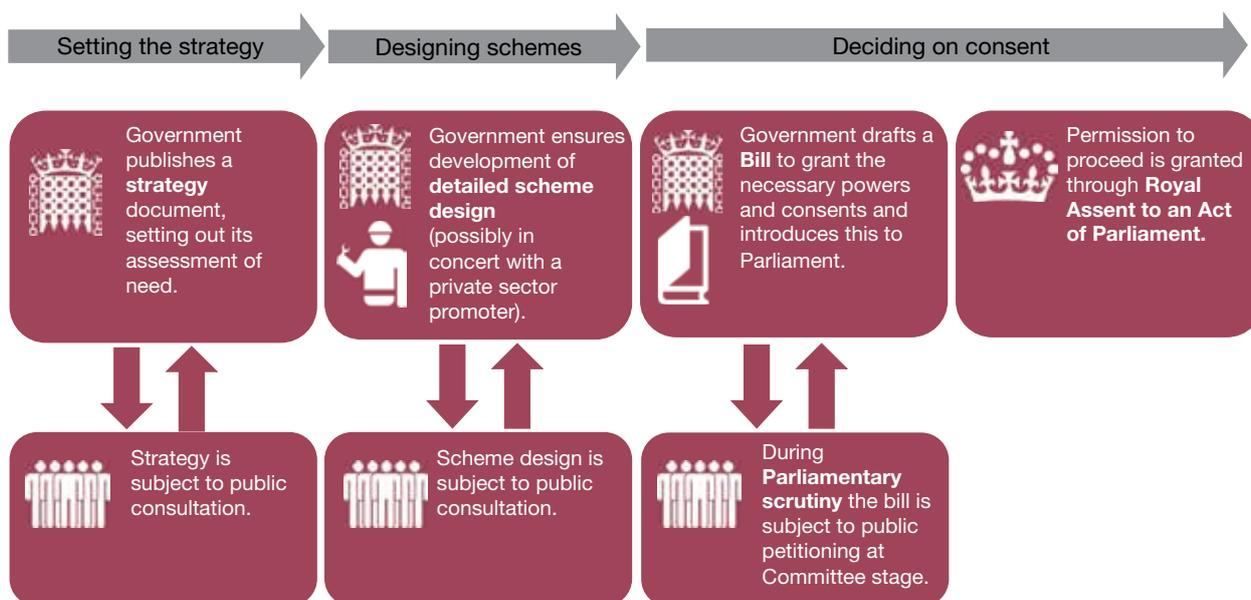 Setting the strategy
Designing schemes
Deciding on consent
Government
publishes a
strategy
document,
setting out its
assessment of
need.
Government ensures
development of
detailed scheme
design
(possibly in
concert with a
private sector
promoter).
Government drafts a
Bill to grant the
necessary powers
and consents and
introduces this to
Parliament.
Permission to
proceed is granted
through Royal
Assent to an Act
of Parliament.
Strategy is
subject to public
consultation.
Scheme design is
subject to public
consultation.
During
Parliamentary
scrutiny the bill is
subject to public
petitioning at
Committee stage.